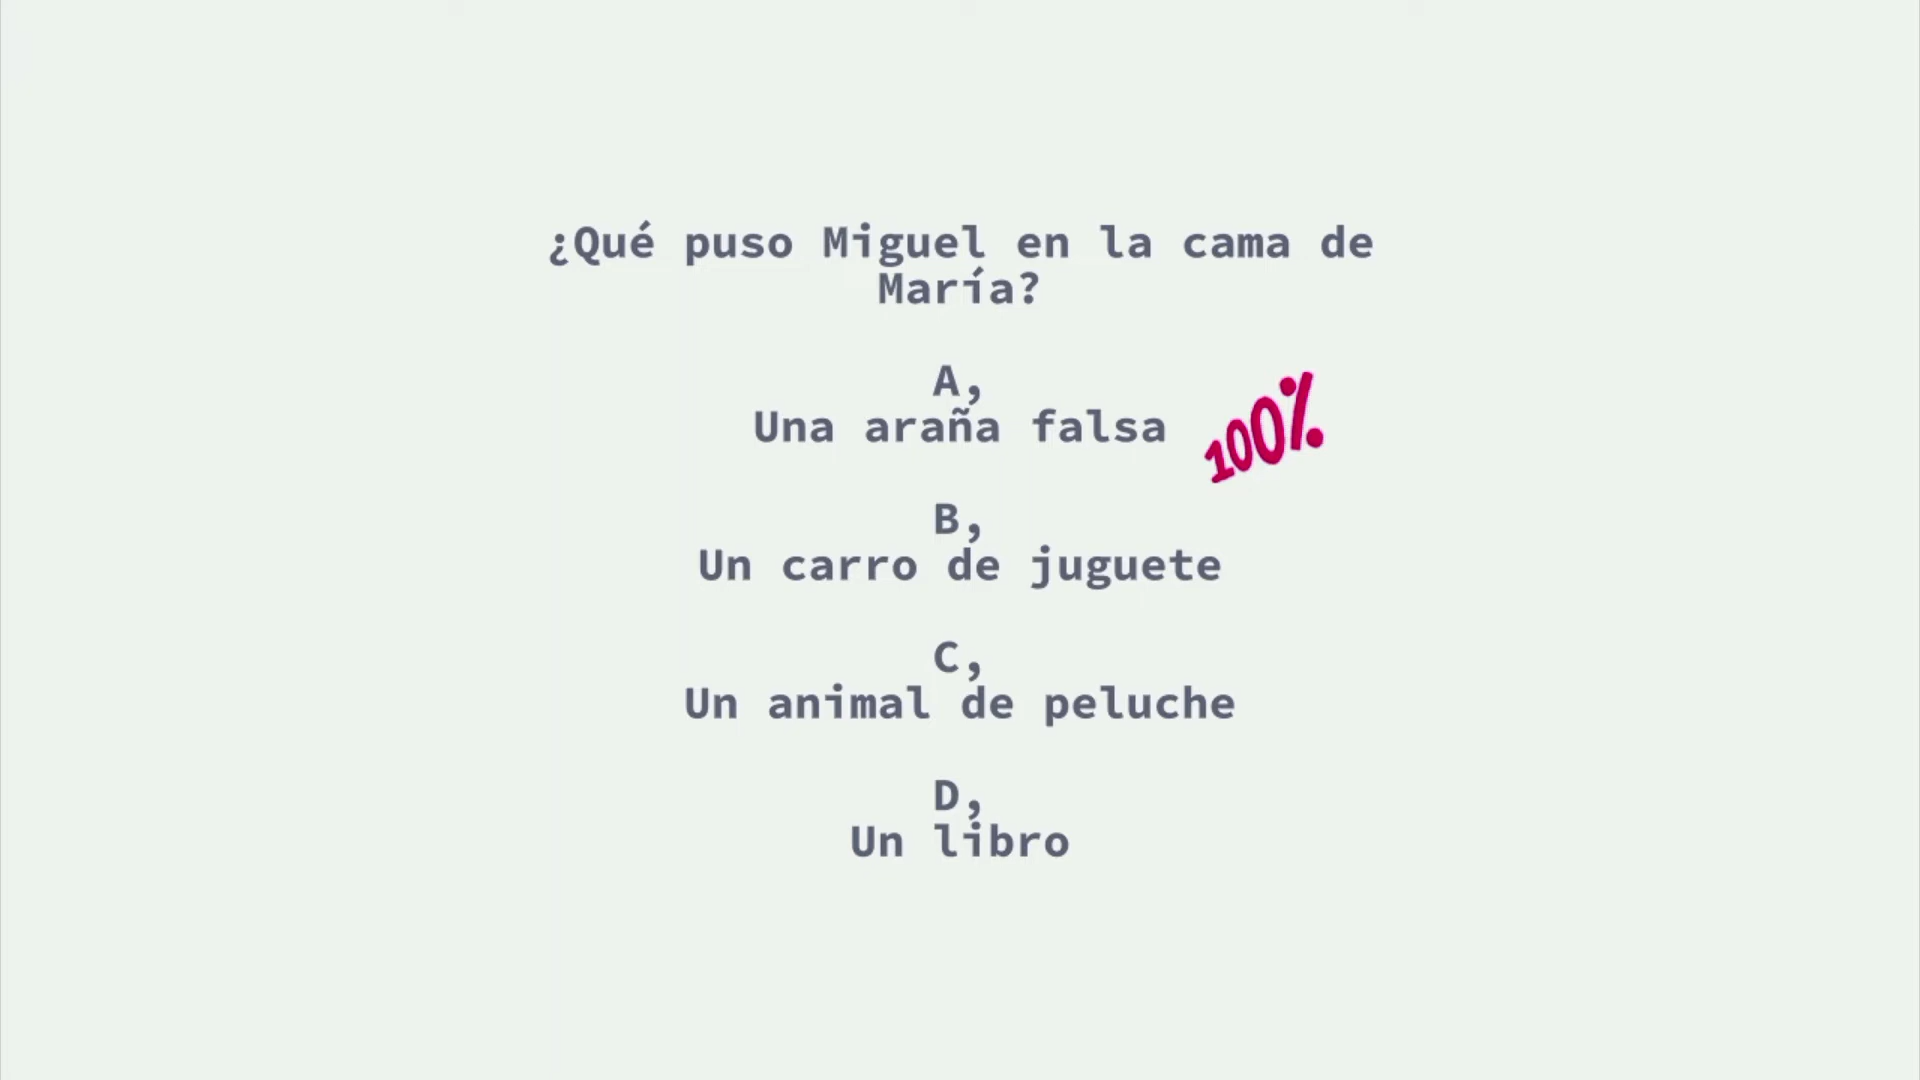 ¿Qué puso Miguel en la cama de
María?
A,
Una araña falsa
100%
B,
Un carro de juguete
C,
Un animal de peluche
D,
Un libro